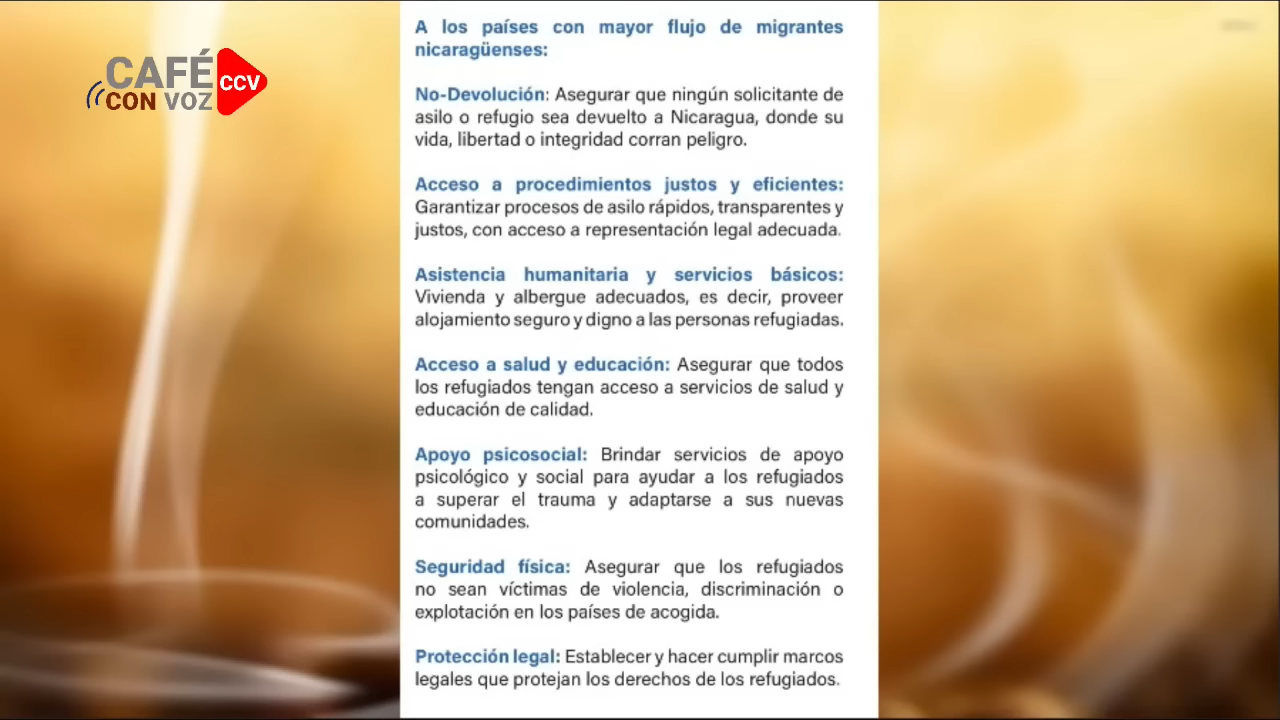 CAFÉ
CON VOZ
CCV
A los países con mayor flujo de migrantes
nicaragüenses:
No-Devolución: Asegurar que ningún solicitante de
asilo o refugio sea devuelto a Nicaragua, donde su
vida, libertad o integridad corran peligro.
Acceso a procedimientos justos y eficientes:
Garantizar procesos de asilo rápidos, transparentes y
justos, con acceso a representación legal adecuada.
Asistencia humanitaria y servicios básicos:
Vivienda y albergue adecuados, es decir, proveer
alojamiento seguro y digno a las personas refugiadas.
Acceso a salud y educación: Asegurar que todos
los refugiados tengan acceso a servicios de salud y
educación de calidad.
Apoyo psicosocial: Brindar servicios de apoyo
psicológico y social para ayudar a los refugiados
a superar el trauma y adaptarse a sus nuevas
comunidades.
Seguridad física: Asegurar que los refugiados
no sean víctimas de violencia, discriminación o
explotación en los países de acogida.
Protección legal: Establecer y hacer cumplir marcos
legales que protejan los derechos de los refugiados.